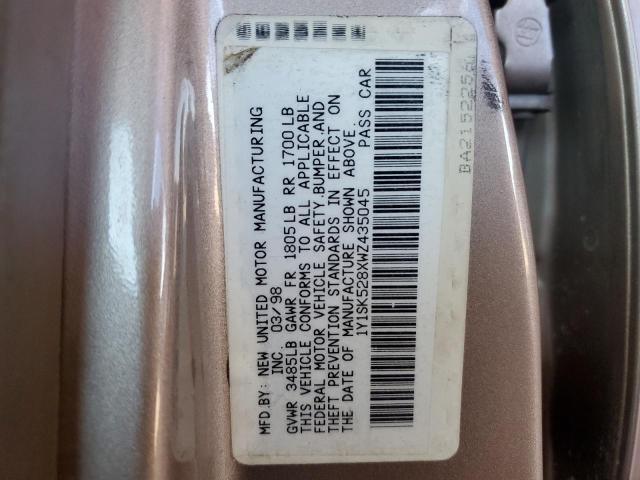 MFD.BY: NEW UNITED MOTOR MANUFACTURING
INC. 03/98
GVWR 3485LB GAWR FR 1805LB RR 1700LB
THIS VEHICLE CONFORMS TO ALL APPLICABLE
FEDERAL MOTOR VEHICLE SAFETY,BUMPER,AND
THEFT PREVENTION STANDARDS IN EFFECT ON
THE DATE OF MANUFACTURE SHOWN ABOVE.
1Y1SK528XWZ435045 PASS CAR